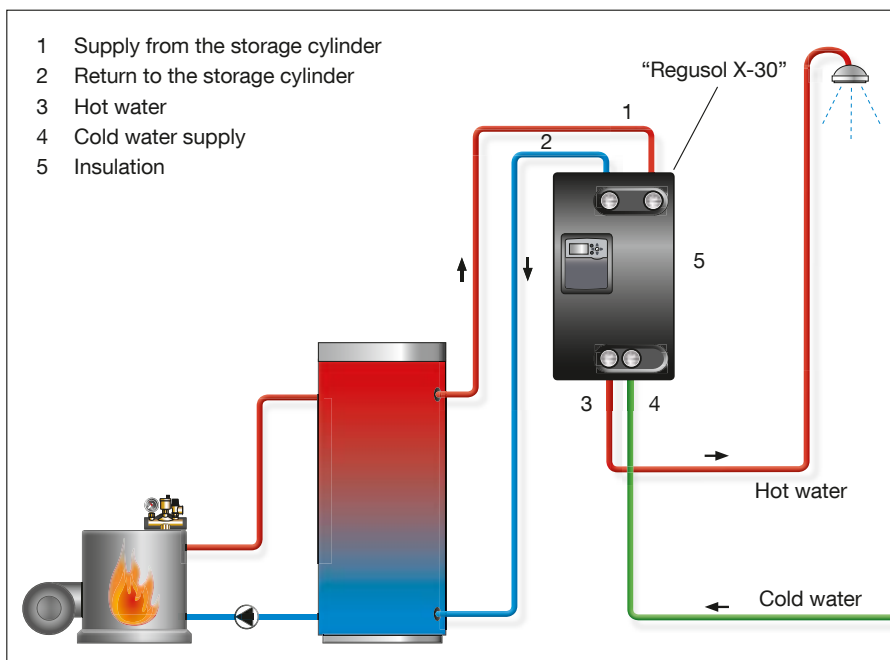 1 Supply from the storage cylinder
2 Return to the storage cylinder
3 Hot water
4 Cold water supply
5 Insulation
“Regusol X-30”
1
2
5
3
4
Hot water
Cold water